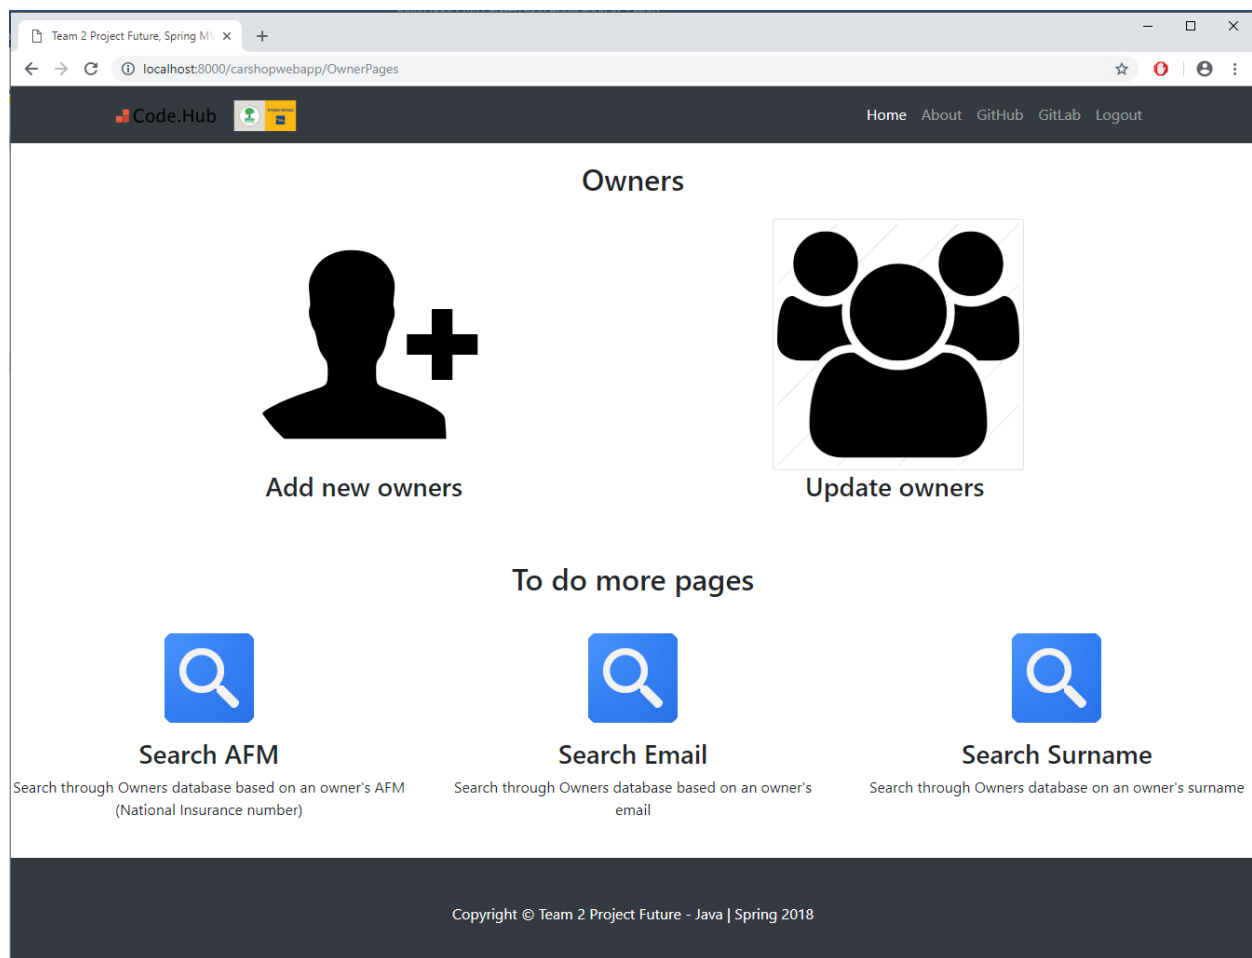 Team 2 Project Future, Spring M
localhost:8000/carshopwebapp/OwnerPages
Code.Hub
Home About GitHub GitLab Logout
Owners
Add new owners
Update owners
To do more pages
Search AFM
Search through Owners database based on an owner's AFM
(National Insurance number)
Search Email
Search through Owners database based on an owner's
email
Search Surname
Search through Owners database on an owner's surname
Copyright © Team 2 Project Future - Java | Spring 2018